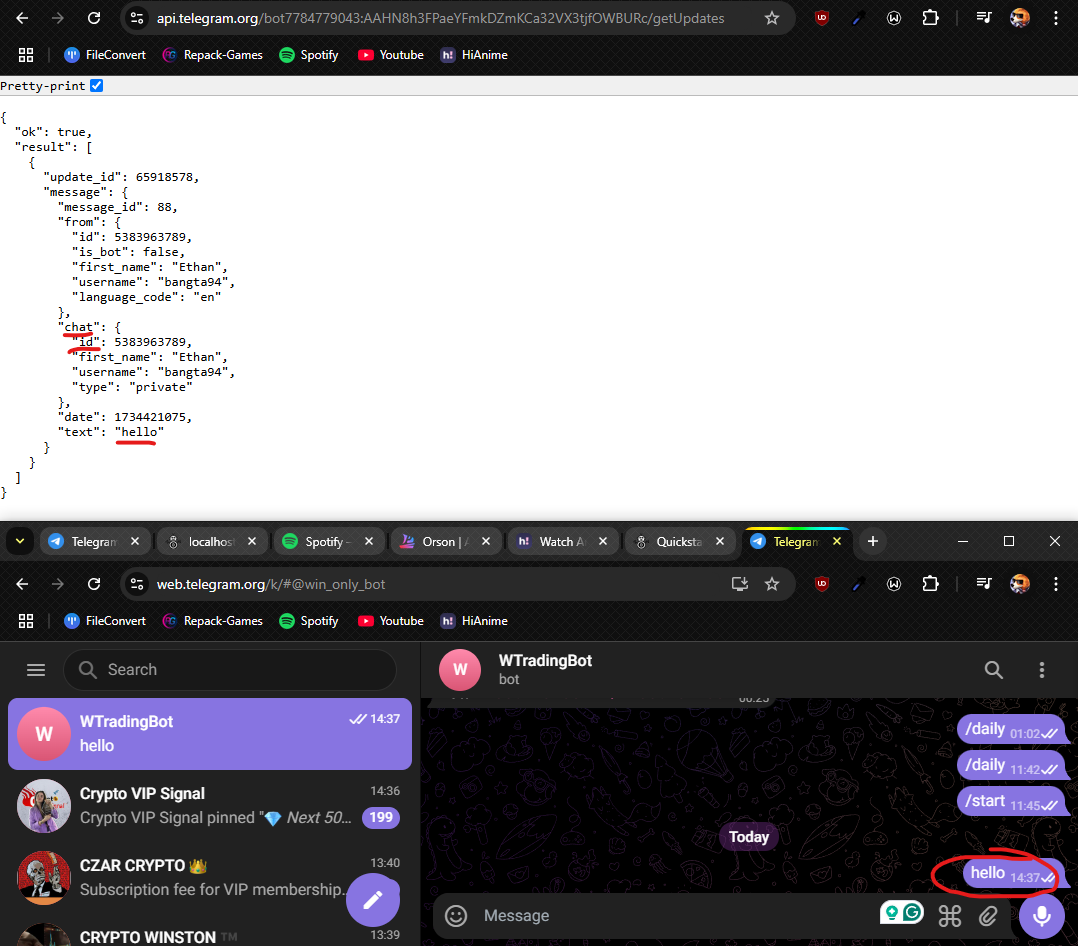 api.telegram.org/bot7784779043:AAHN8h3FPaeYFmkDZmKCa32VX3tjfOWBURc/getUpdates
FileConvert Repack-Games Spotify Youtube h! HiAnime
Pretty-print
{
"ok": true,
"result": [
{
"update_id": 65918578,
"message": {
"message_id": 88,
"from": {
"id": 5383963789,
"is_bot": false,
"first_name": "Ethan",
"username": "bangta94",
"language_code": "en"
},
"chat": {
"id": 5383963789,
"first_name": "Ethan",
"username": "bangta94",
"type": "private"
},
"date": 1734421075,
"text": "hello"
}
}
]
}
Telegram localhos Spotify – Orson | A h! Watch A Quicksta Telegram
web.telegram.org/k/#@win_only_bot
FileConvert Repack-Games Spotify Youtube h! HiAnime
Search
W
WTradingBot
bot
W
WTradingBot 14:37
hello
Crypto VIP Signal 14:36
Crypto VIP Signal pinned "💎 Next 50... 199
CZAR CRYPTO 👑 13:40
Subscription fee for VIP membership.
CRYPTO WINSTON ™ 13:39
/daily 01:02
/daily 11:42
/start 11:45
Today
hello 14:37
Message